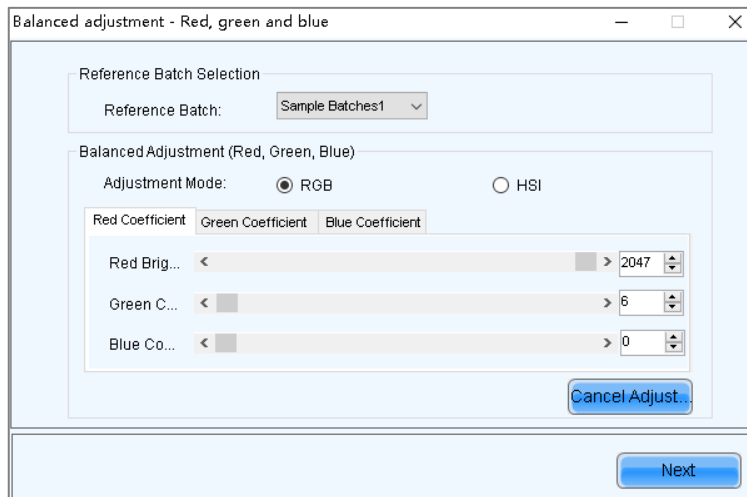 Balanced adjustment - Red, green and blue
Reference Batch Selection
Reference Batch: Sample Batches1
Balanced Adjustment (Red, Green, Blue)
Adjustment Mode: RGB HSI
Red Coefficient Green Coefficient Blue Coefficient
Red Brig... 2047
Green C... 6
Blue Co... 0
Cancel Adjust...
Next